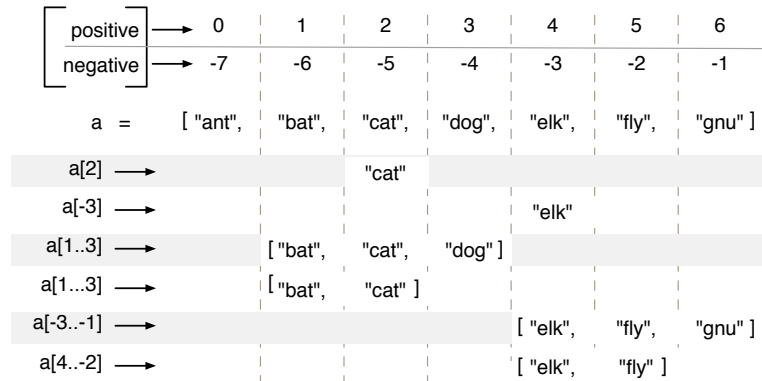 positive 0 1 2 3 4 5 6
negative -7 -6 -5 -4 -3 -2 -1
a = [ "ant", "bat", "cat", "dog", "elk", "fly", "gnu" ]
a[2] "cat"
a[-3] "elk"
a[1..3] [ "bat", "cat", "dog" ]
a[1...3] [ "bat", "cat" ]
a[-3..-1] [ "elk", "fly", "gnu" ]
a[4..-2] [ "elk", "fly" ]